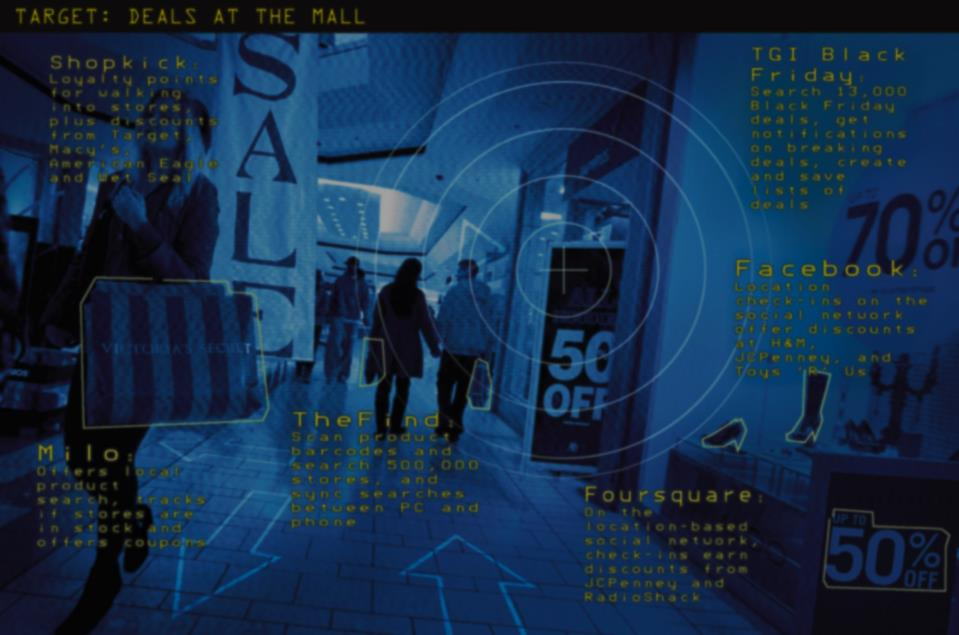 TARGET: DEALS AT THE MALL
Shopkick:
Loyalty points
for walking
into stores,
plus discounts
from Target,
Macy's,
American Eagle
and Wet Seal
SALE
TGI Black
Friday:
Search 13,000
Black Friday
deals, get
notifications
on breaking
deals, create
and save
lists of
deals
70%
OFF
Facebook:
Location
check-ins on the
social network
offer discounts
at H&M,
JCPenney, and
Toys 'R' Us
VICTORIA'S SECRET
50
OFF
TheFind:
Scan product
barcodes and
search 500,000
stores, and
sync searches
between PC and
phone
Milo:
Offers local
product
search, tracks
if stores are
in stock and
offers coupons
Foursquare:
On the
location-based
social network,
check-ins earn
discounts from
JCPenney and
RadioShack
UP TO
50%
OFF